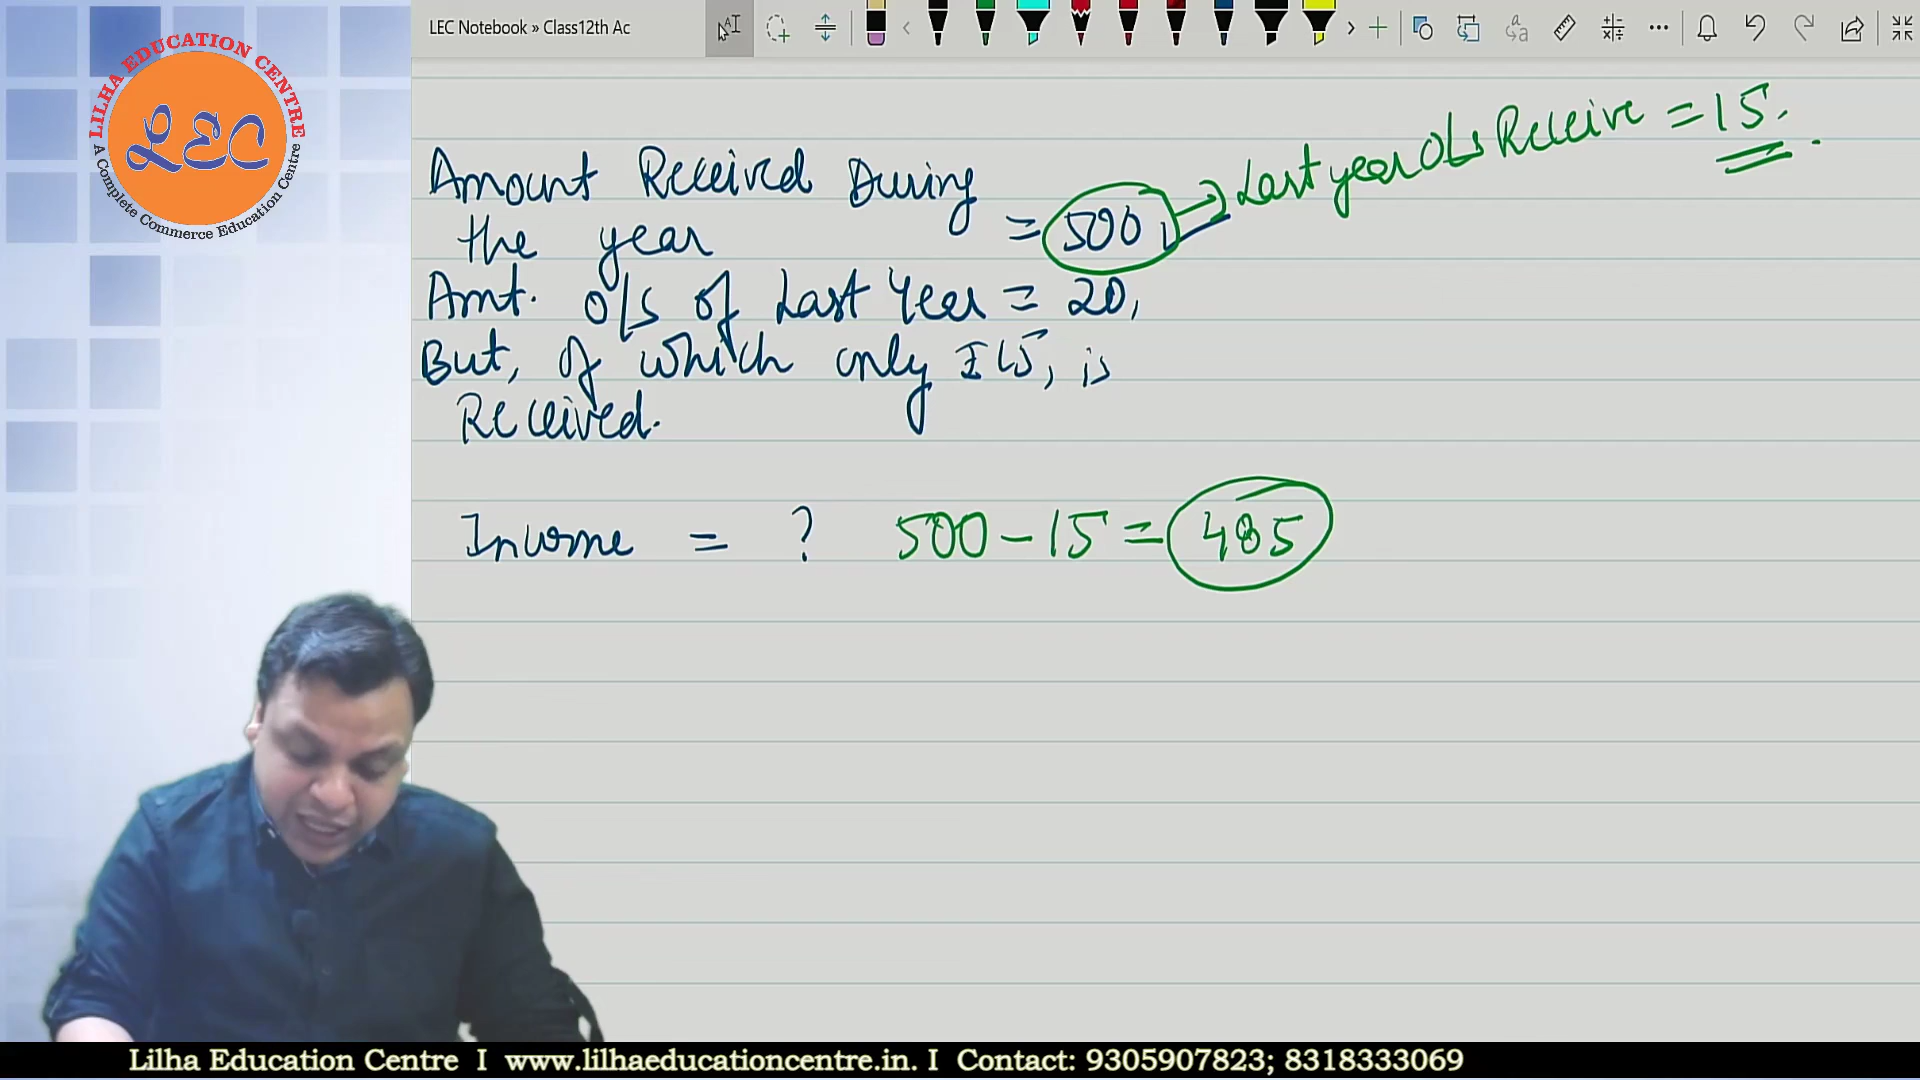 LILHA EDUCATION CENTRE
LEC
A Complete Commerce Education Centre
LEC Notebook » Class12th Ac
Last year O/s Receive = 15.
Amount Received During
the year = 500,
Amt. o/s of Last Year = 20,
But, of which only ₹ 15, is
Received.
Income = ? 500 - 15 = 485
Lilha Education Centre I www.lilhaeducationcentre.in. I Contact: 9305907823; 8318333069